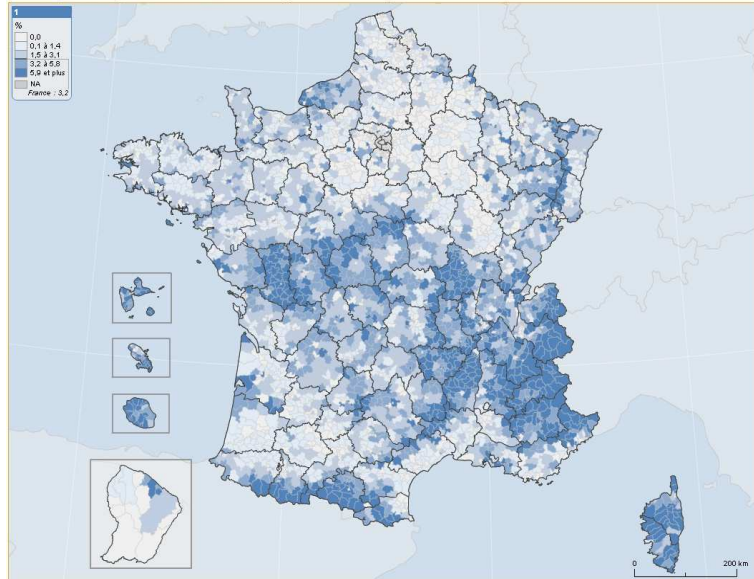 1
%
0,0
0,1 à 1,4
1,5 à 3,1
3,2 à 5,8
5,9 et plus
NA
France : 3,2
0 200 km